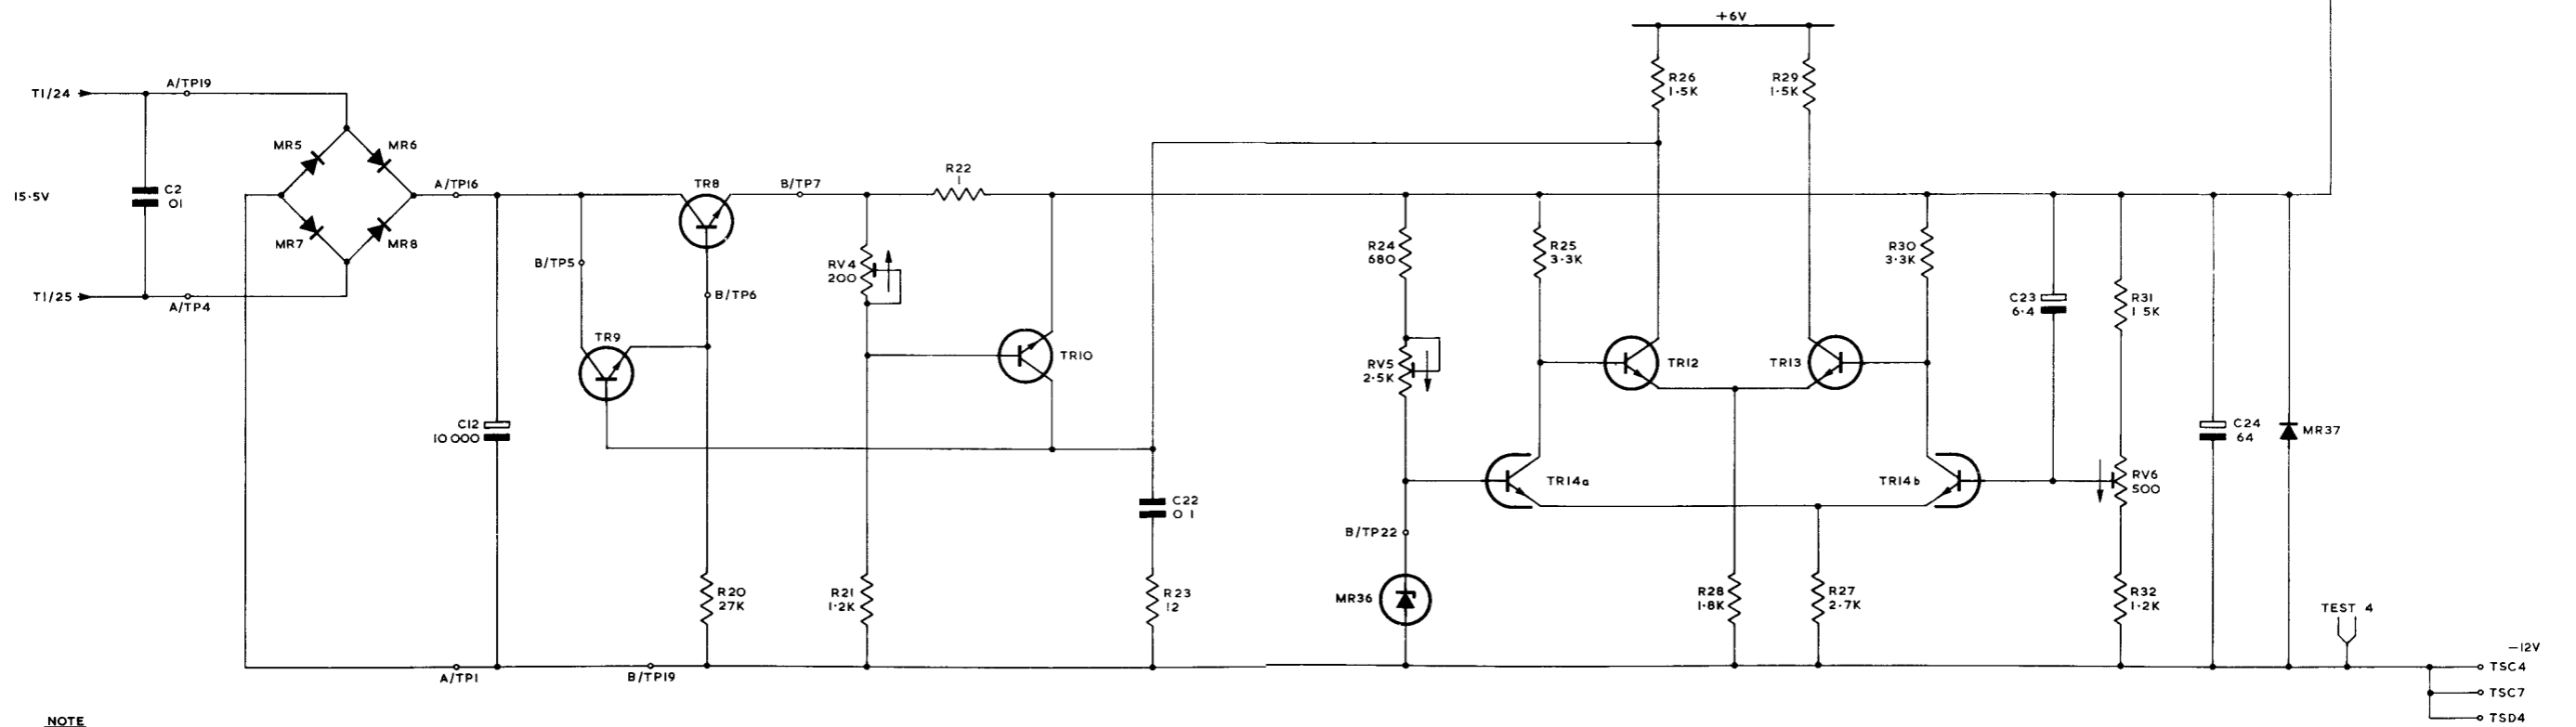 +6V
R26
1·5K
R29
1·5K
T1/24
A/TP19
MR5
MR6
15·5V
C2
01
A/TP16
TR8
B/TP7
R22
1
MR7
MR8
T1/25
A/TP4
B/TP5
B/TP6
RV4
200
R24
680
R25
3·3K
R30
3·3K
C23
6·4
R31
1 5K
TR9
TR10
RV5
2·5K
TR12
TR13
C12
10 000
C24
64
MR37
TR14a
TR14b
RV6
500
C22
0 1
B/TP22
R20
27K
R21
1·2K
R23
12
MR36
R28
1·8K
R27
2·7K
R32
1·2K
TEST 4
-12V
TSC4
A/TP1
B/TP19
TSC7
TSD4
NOTE